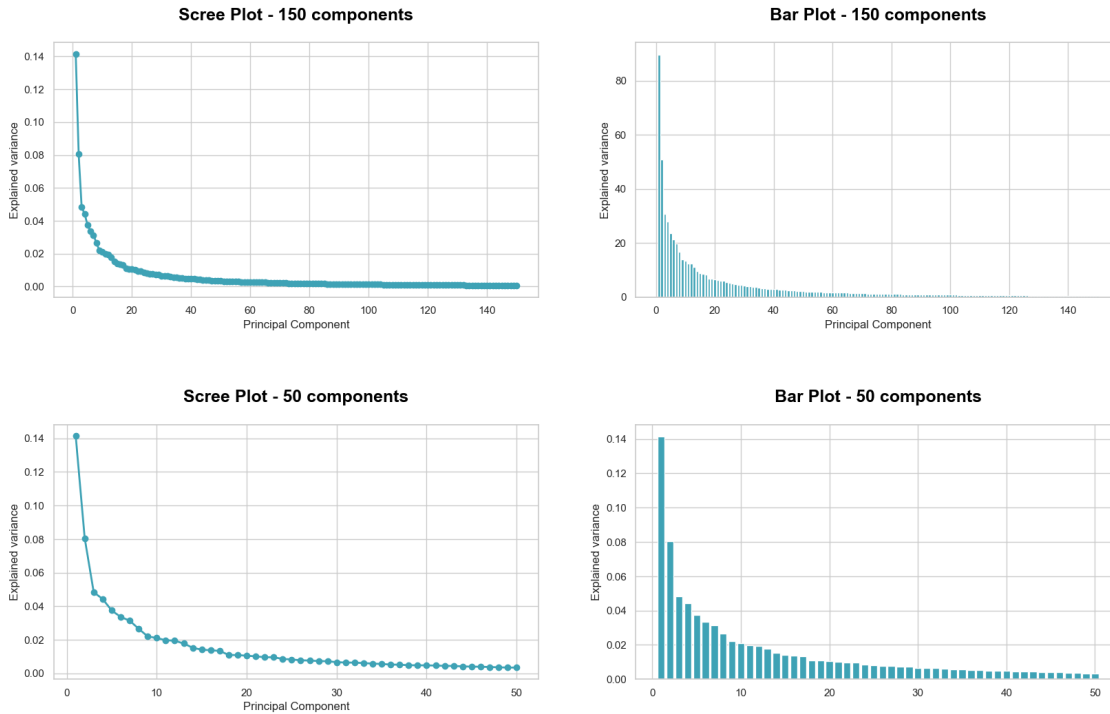 Scree Plot - 150 components
Explained variance
0.14
0.12
0.10
0.08
0.06
0.04
0.02
0.00
0 20 40 60 80 100 120 140
Principal Component
Bar Plot - 150 components
Explained variance
80
60
40
20
0
0 20 40 60 80 100 120 140
Principal Component
Scree Plot - 50 components
Explained variance
0.14
0.12
0.10
0.08
0.06
0.04
0.02
0.00
0 10 20 30 40 50
Principal Component
Bar Plot - 50 components
Explained variance
0.14
0.12
0.10
0.08
0.06
0.04
0.02
0.00
0 10 20 30 40 50